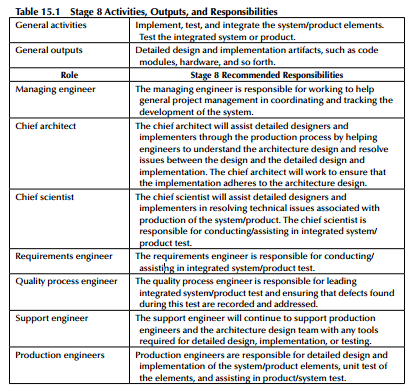 Table 15.1 Stage 8 Activities, Outputs, and Responsibilities
General activities
Implement, test, and integrate the system/product elements.
Test the integrated system or product.
General outputs
Detailed design and implementation artifacts, such as code
modules, hardware, and so forth.
Role
Stage 8 Recommended Responsibilities
Managing engineer
The managing engineer is responsible for working to help
general project management in coordinating and tracking the
development of the system.
Chief architect
The chief architect will assist detailed designers and
implementers through the production process by helping
engineers to understand the architecture design and resolve
issues between the design and the detailed design and
implementation. The chief architect will work to ensure that
the implementation adheres to the architecture design.
Chief scientist
The chief scientist will assist detailed designers and
implementers in resolving technical issues associated with
production of the system/product. The chief scientist is
responsible for conducting/assisting in integrated system/
product test.
Requirements engineer
The requirements engineer is responsible for conducting/
assisting in integrated system/product test.
Quality process engineer
The quality process engineer is responsible for leading
integrated system/product test and ensuring that defects found
during this test are recorded and addressed.
Support engineer
The support engineer will continue to support production
engineers and the architecture design team with any tools
required for detailed design, implementation, or testing.
Production engineers
Production engineers are responsible for detailed design and
implementation of the system/product elements, unit test of
the elements, and assisting in product/system test.